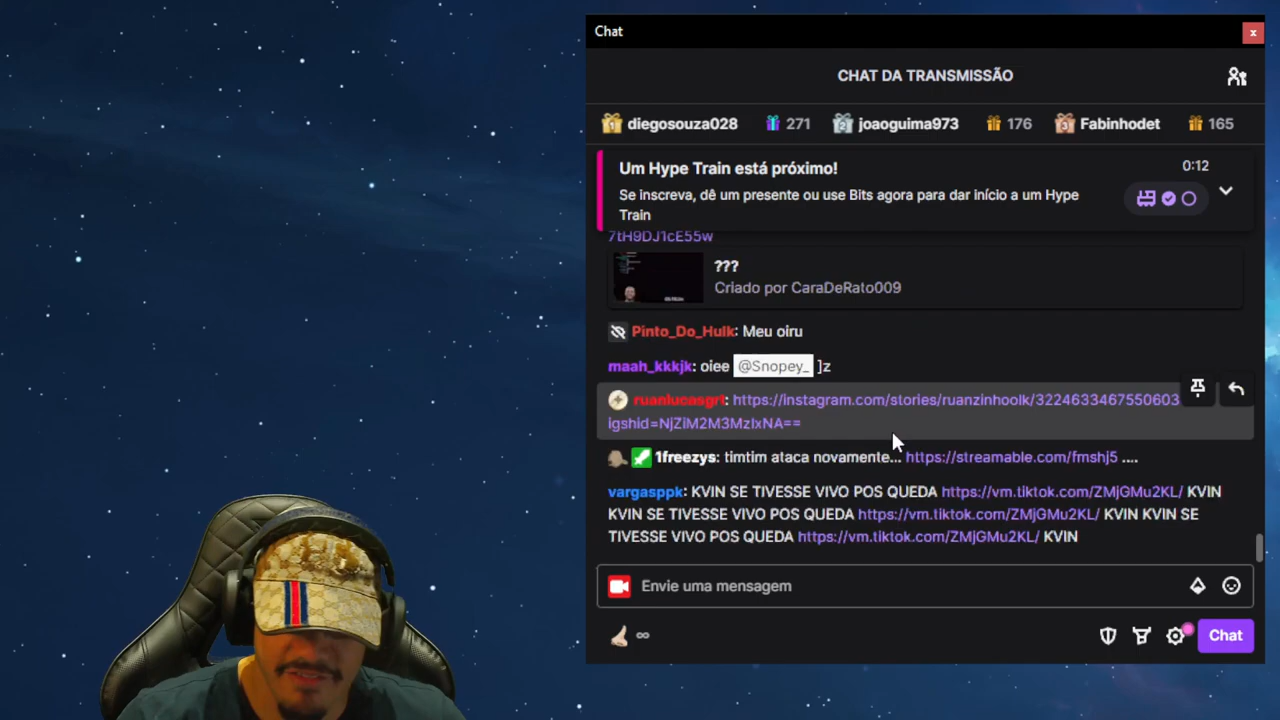 Chat
x
CHAT DA TRANSMISSÃO
1 diegosouza028 271 2 joaoguima973 176 3 Fabinhodet 165
Um Hype Train está próximo!
0:12
Se inscreva, dê um presente ou use Bits agora para dar início a um Hype
Train
7tH9DJ1cE55w
???
Criado por CaraDeRato009
Pinto_Do_Hulk: Meu oiru
maah_kkkjk: oiee @Snopey_ ]z
ruanlucasgrt: https://instagram.com/stories/ruanzinhoolk/3224633467550603
igshid=NjZiM2M3MzIxNA==
1freezys: timtim ataca novamente... https://streamable.com/fmshj5 ....
vargasppk: KVIN SE TIVESSE VIVO POS QUEDA https://vm.tiktok.com/ZMjGMu2KL/ KVIN
KVIN SE TIVESSE VIVO POS QUEDA https://vm.tiktok.com/ZMjGMu2KL/ KVIN KVIN SE
TIVESSE VIVO POS QUEDA https://vm.tiktok.com/ZMjGMu2KL/ KVIN
Envie uma mensagem
∞
Chat